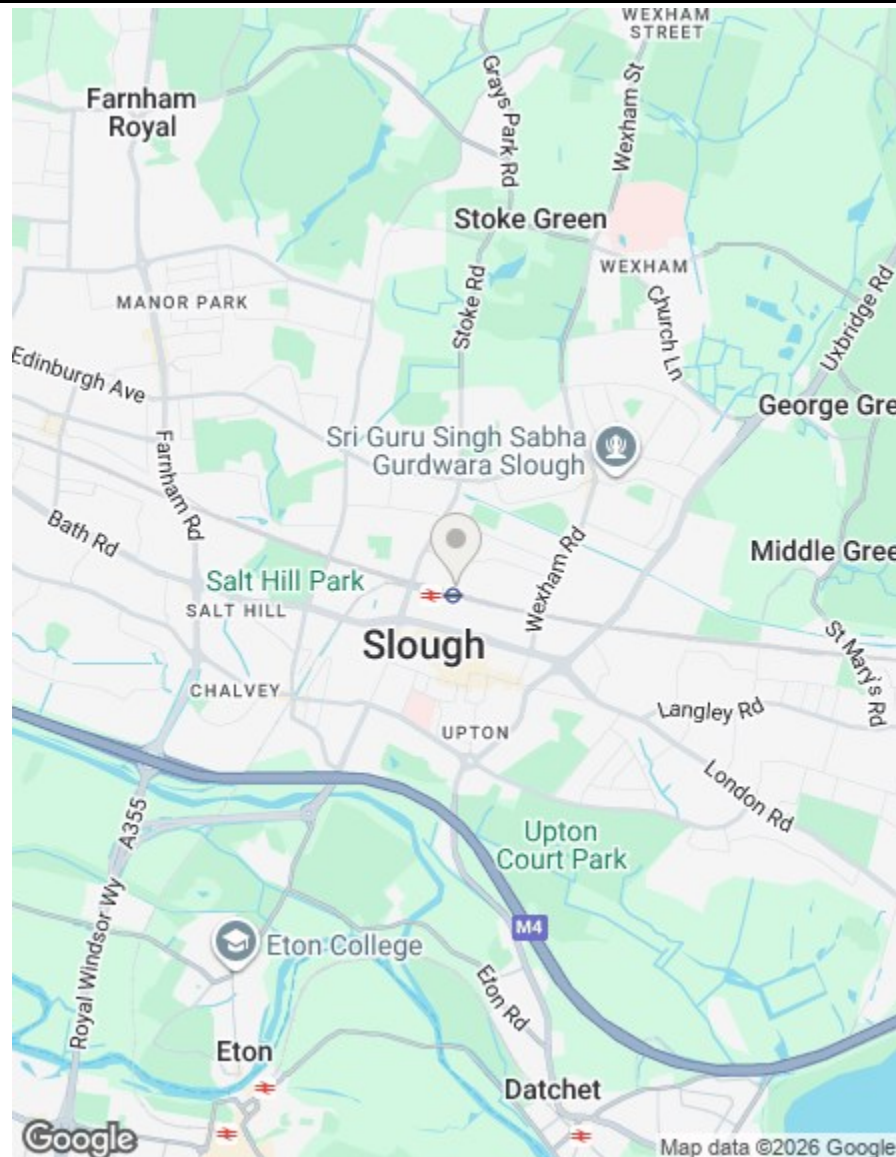 WEXHAM
STREET
Farnham
Royal
Grays Park Rd
Wexham St
Stoke Green
WEXHAM
Stoke Rd
Church Ln
Uxbridge Rd
MANOR PARK
Edinburgh Ave
George Gre
Sri Guru Singh Sabha
Gurdwara Slough
Farnham Rd
Bath Rd
Wexham Rd
Middle Gree
Salt Hill Park
SALT HILL
Slough
St Mary's Rd
CHALVEY
Langley Rd
UPTON
London Rd
A355
Upton
Court Park
Royal Windsor Wy
M4
Eton College
Eton Rd
Eton
Datchet
Google
Map data ©2026 Google